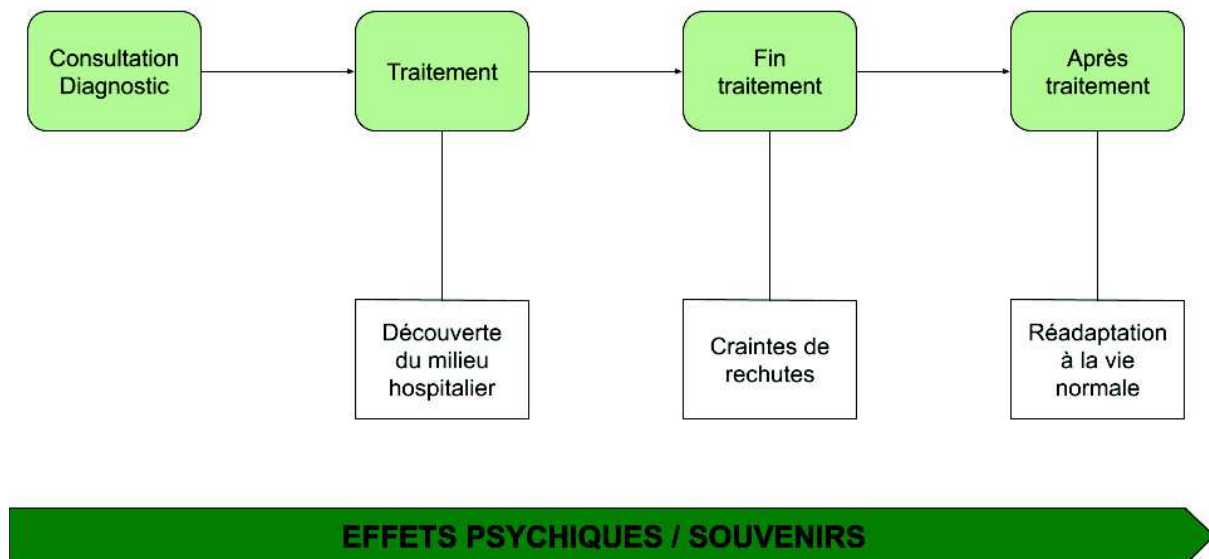 Consultation
Diagnostic
Traitement
Fin
traitement
Après
traitement
Découverte
du milieu
hospitalier
Craintes de
rechutes
Réadaptation
à la vie
normale
EFFETS PSYCHIQUES / SOUVENIRS